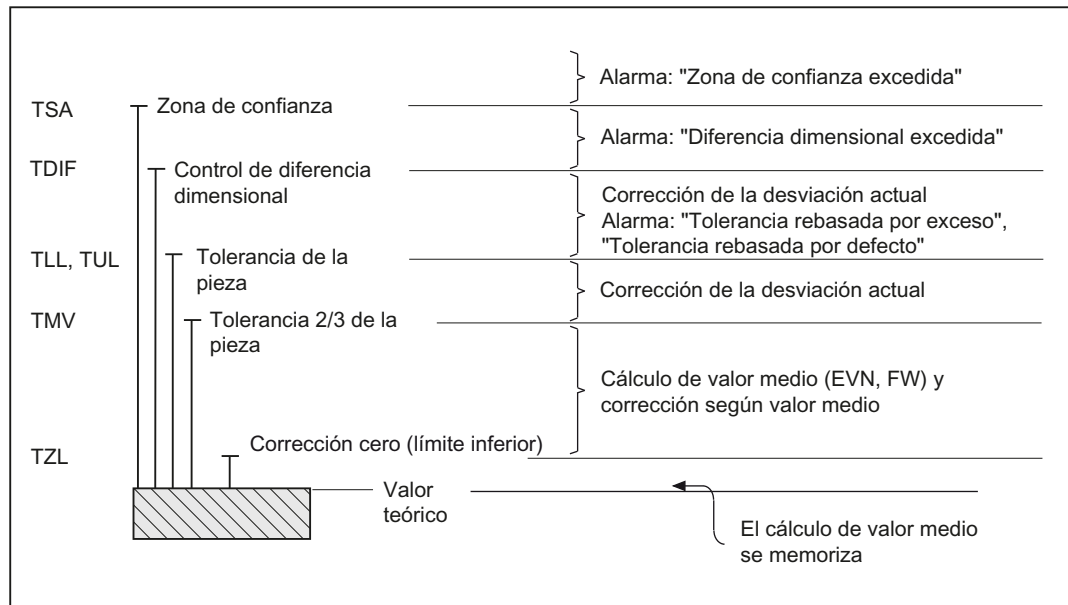 Alarma: "Zona de confianza excedida"
TSA
Zona de confianza
Alarma: "Diferencia dimensional excedida"
TDIF
Control de diferencia
dimensional
Corrección de la desviación actual
Alarma: "Tolerancia rebasada por exceso",
"Tolerancia rebasada por defecto"
TLL, TUL
Tolerancia de la
pieza
Corrección de la desviación actual
TMV
Tolerancia 2/3 de la
pieza
Cálculo de valor medio (EVN, FW) y
corrección según valor medio
TZL
Corrección cero (límite inferior)
Valor
teórico
El cálculo de valor medio
se memoriza